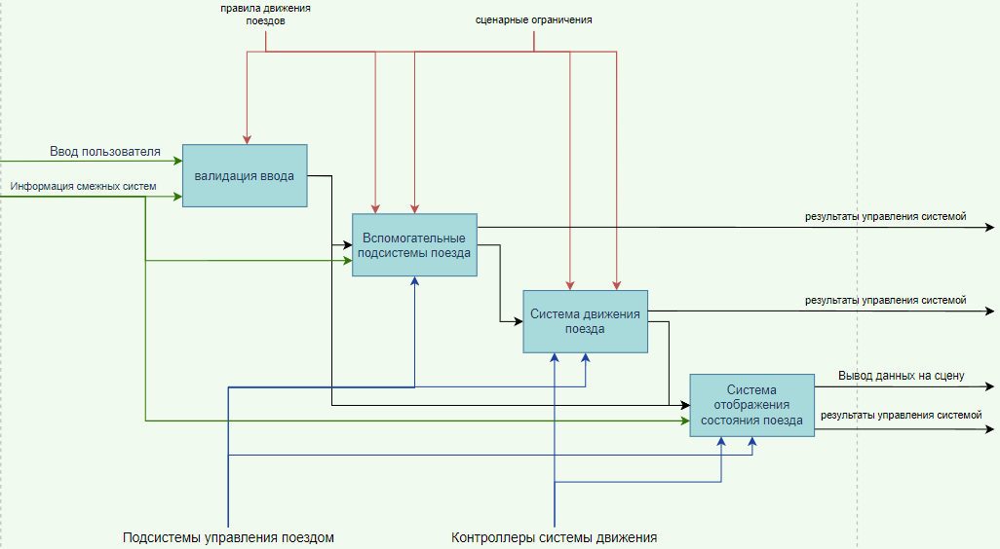 правила движения
поездов
сценарные ограничения
Ввод пользователя
Информация смежных систем
валидация ввода
Вспомогательные
подсистемы поезда
результаты управления системой
Система движения
поезда
результаты управления системой
Система
отображения
состояния поезда
Вывод данных на сцену
результаты управления системой
Подсистемы управления поездом
Контроллеры системы движения